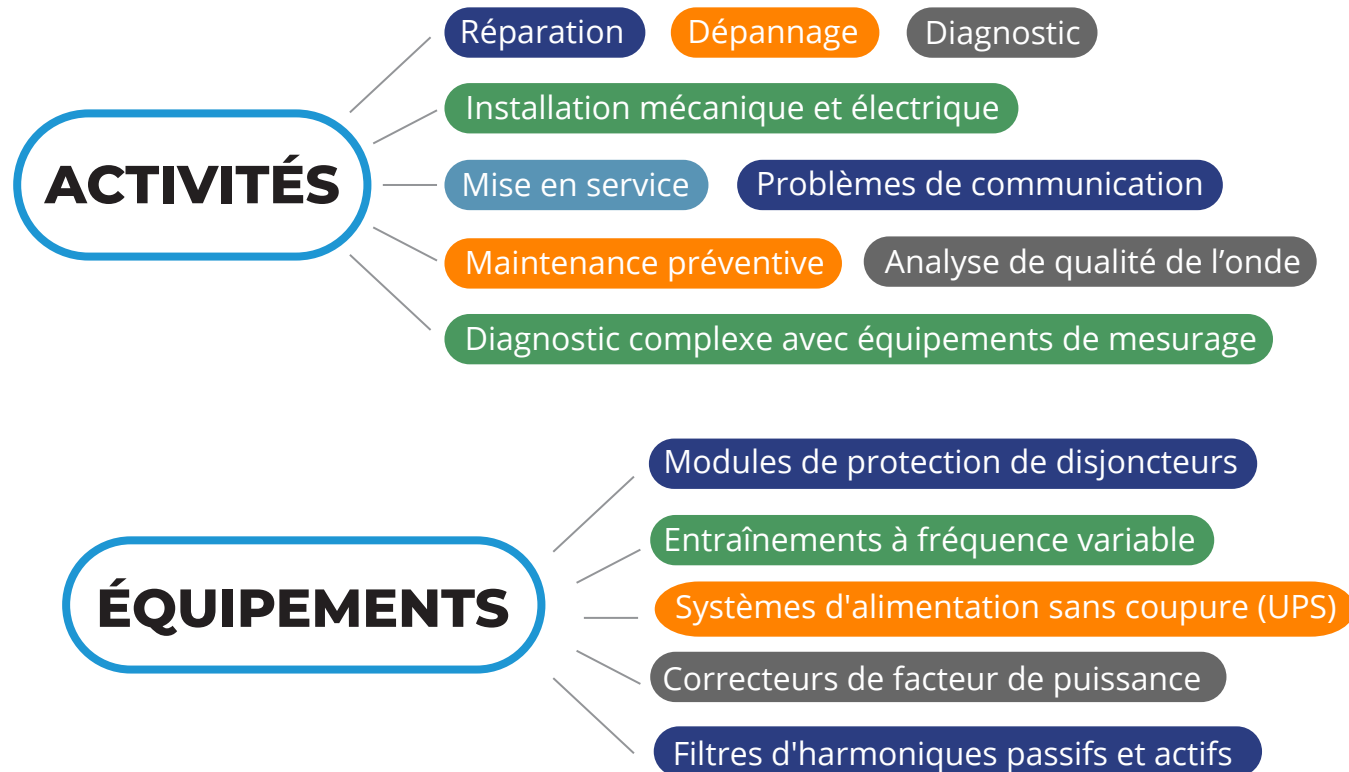 ACTIVITÉS
Réparation Dépannage Diagnostic
Installation mécanique et électrique
Mise en service Problèmes de communication
Maintenance préventive Analyse de qualité de l’onde
Diagnostic complexe avec équipements de mesurage
ÉQUIPEMENTS
Modules de protection de disjoncteurs
Entraînements à fréquence variable
Systèmes d'alimentation sans coupure (UPS)
Correcteurs de facteur de puissance
Filtres d'harmoniques passifs et actifs